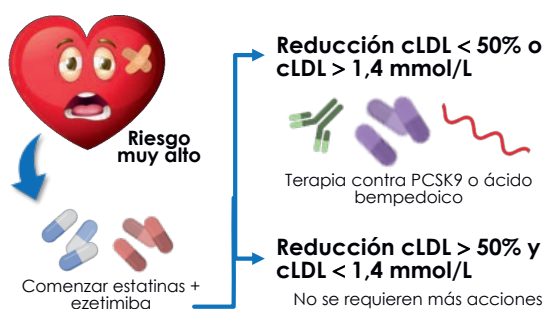 Riesgo
muy alto
Comenzar estatinas +
ezetimiba
Reducción cLDL < 50% o
cLDL > 1,4 mmol/L
Terapia contra PCSK9 o ácido
bempedoico
Reducción cLDL > 50% y
cLDL < 1,4 mmol/L
No se requieren más acciones